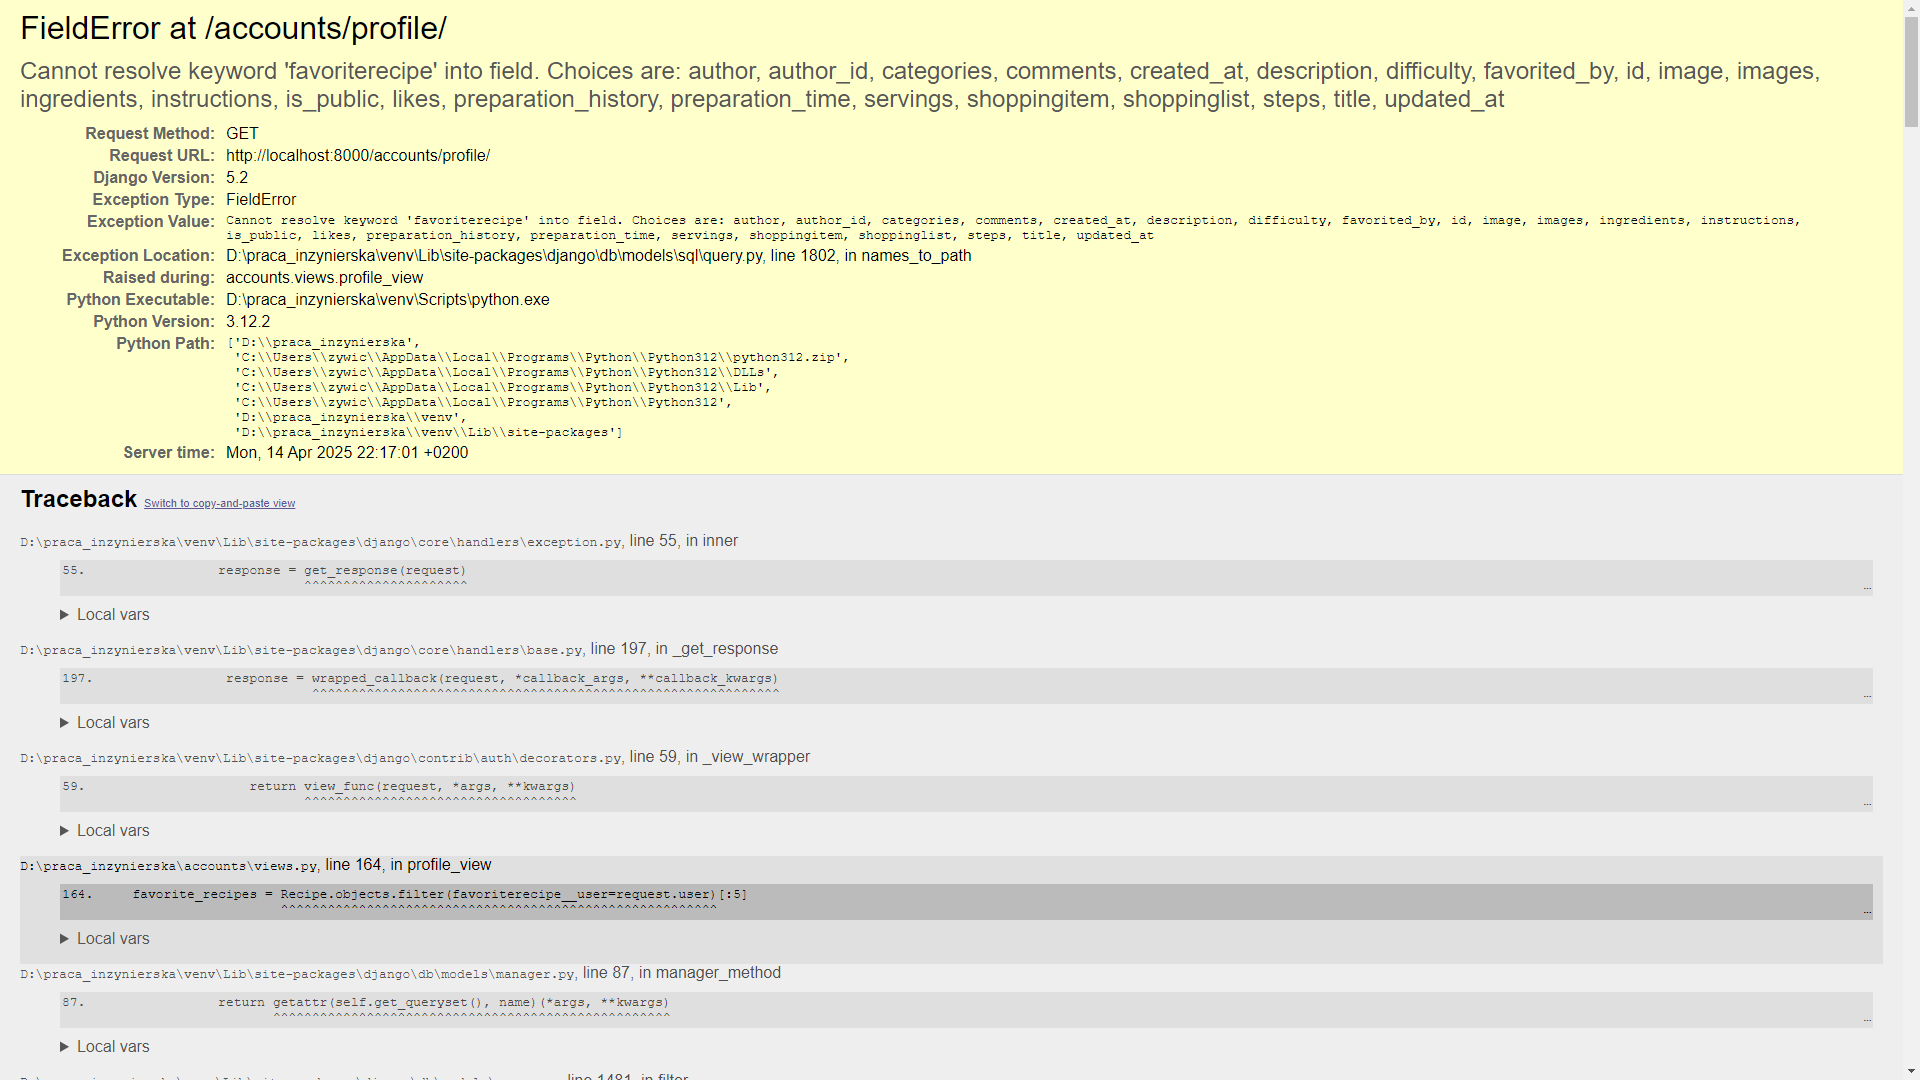 FieldError at /accounts/profile/
Cannot resolve keyword 'favoriterecipe' into field. Choices are: author, author_id, categories, comments, created_at, description, difficulty, favorited_by, id, image, images,
ingredients, instructions, is_public, likes, preparation_history, preparation_time, servings, shoppingitem, shoppinglist, steps, title, updated_at
Request Method: GET
Request URL: http://localhost:8000/accounts/profile/
Django Version: 5.2
Exception Type: FieldError
Exception Value: Cannot resolve keyword 'favoriterecipe' into field. Choices are: author, author_id, categories, comments, created_at, description, difficulty, favorited_by, id, image, images, ingredients, instructions,
is_public, likes, preparation_history, preparation_time, servings, shoppingitem, shoppinglist, steps, title, updated_at
Exception Location: D:\praca_inzynierska\venv\Lib\site-packages\django\db\models\sql\query.py, line 1802, in names_to_path
Raised during: accounts.views.profile_view
Python Executable: D:\praca_inzynierska\venv\Scripts\python.exe
Python Version: 3.12.2
Python Path: ['D:\\praca_inzynierska',
'C:\\Users\\zywic\\AppData\\Local\\Programs\\Python\\Python312\\python312.zip',
'C:\\Users\\zywic\\AppData\\Local\\Programs\\Python\\Python312\\DLLs',
'C:\\Users\\zywic\\AppData\\Local\\Programs\\Python\\Python312\\Lib',
'C:\\Users\\zywic\\AppData\\Local\\Programs\\Python\\Python312',
'D:\\praca_inzynierska\\venv',
'D:\\praca_inzynierska\\venv\\Lib\\site-packages']
Server time: Mon, 14 Apr 2025 22:17:01 +0200
Traceback Switch to copy-and-paste view
D:\praca_inzynierska\venv\Lib\site-packages\django\core\handlers\exception.py, line 55, in inner
55. response = get_response(request)
^^^^^^^^^^^^^^^^^^^^^ …
▶ Local vars
D:\praca_inzynierska\venv\Lib\site-packages\django\core\handlers\base.py, line 197, in _get_response
197. response = wrapped_callback(request, *callback_args, **callback_kwargs)
^^^^^^^^^^^^^^^^^^^^^^^^^^^^^^^^^^^^^^^^^^^^^^^^^^^^^^^^^^^^ …
▶ Local vars
D:\praca_inzynierska\venv\Lib\site-packages\django\contrib\auth\decorators.py, line 59, in _view_wrapper
59. return view_func(request, *args, **kwargs)
^^^^^^^^^^^^^^^^^^^^^^^^^^^^^^^^^^^ …
▶ Local vars
D:\praca_inzynierska\accounts\views.py, line 164, in profile_view
164. favorite_recipes = Recipe.objects.filter(favoriterecipe__user=request.user)[:5]
^^^^^^^^^^^^^^^^^^^^^^^^^^^^^^^^^^^^^^^^^^^^^^^^^^^^^^^^ …
▶ Local vars
D:\praca_inzynierska\venv\Lib\site-packages\django\db\models\manager.py, line 87, in manager_method
87. return getattr(self.get_queryset(), name)(*args, **kwargs)
^^^^^^^^^^^^^^^^^^^^^^^^^^^^^^^^^^^^^^^^^^^^^^^^^^^ …
▶ Local vars
line 1481, in filter